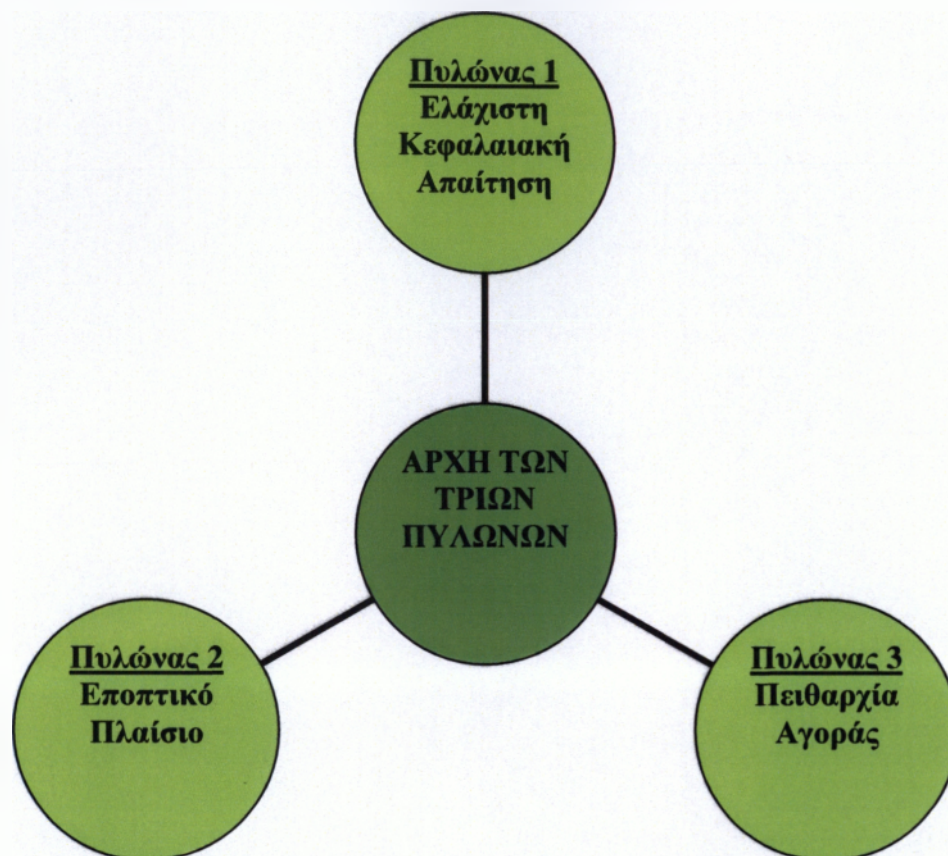 Πυλώνας 1
Ελάχιστη
Κεφαλαιακή
Απαίτηση
ΑΡΧΗ ΤΩΝ
ΤΡΙΩΝ
ΠΥΛΩΝΩΝ
Πυλώνας 2
Εποπτικό
Πλαίσιο
Πυλώνας 3
Πειθαρχία
Αγοράς